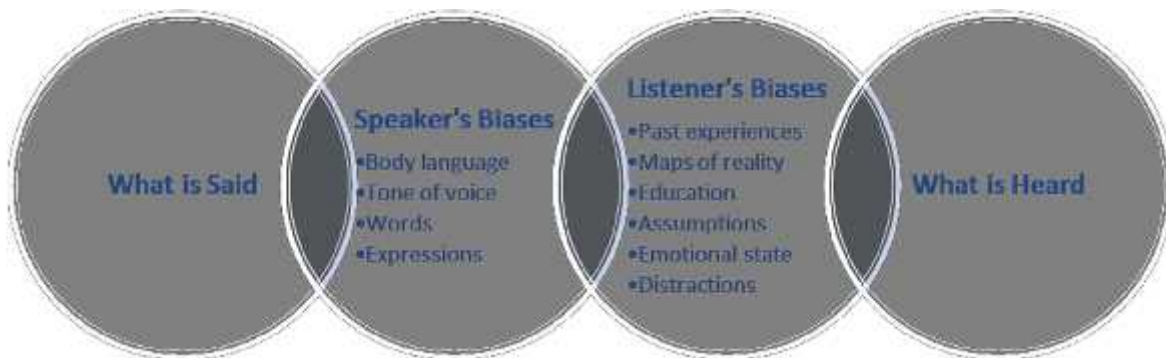 What is Said
Speaker's Biases
•Body language
•Tone of voice
•Words
•Expressions
Listener's Biases
•Past experiences
•Maps of reality
•Education
•Assumptions
•Emotional state
•Distractions
What is Heard